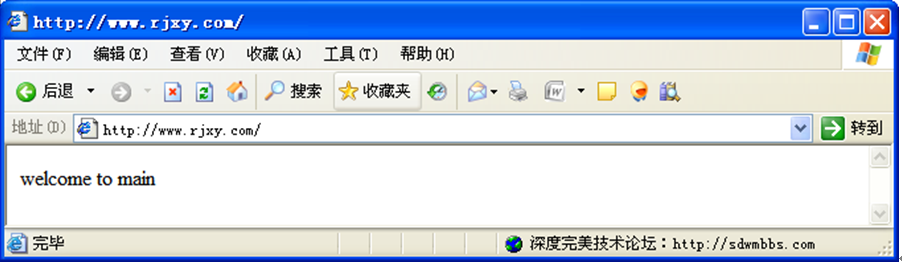 http://www.rjxy.com/
文件(F) 编辑(E) 查看(V) 收藏(A) 工具(T) 帮助(H)
后退 搜索 收藏夹
地址(D) http://www.rjxy.com/ 转到
welcome to main
完毕 深度完美技术论坛：http://sdwmbbs.com